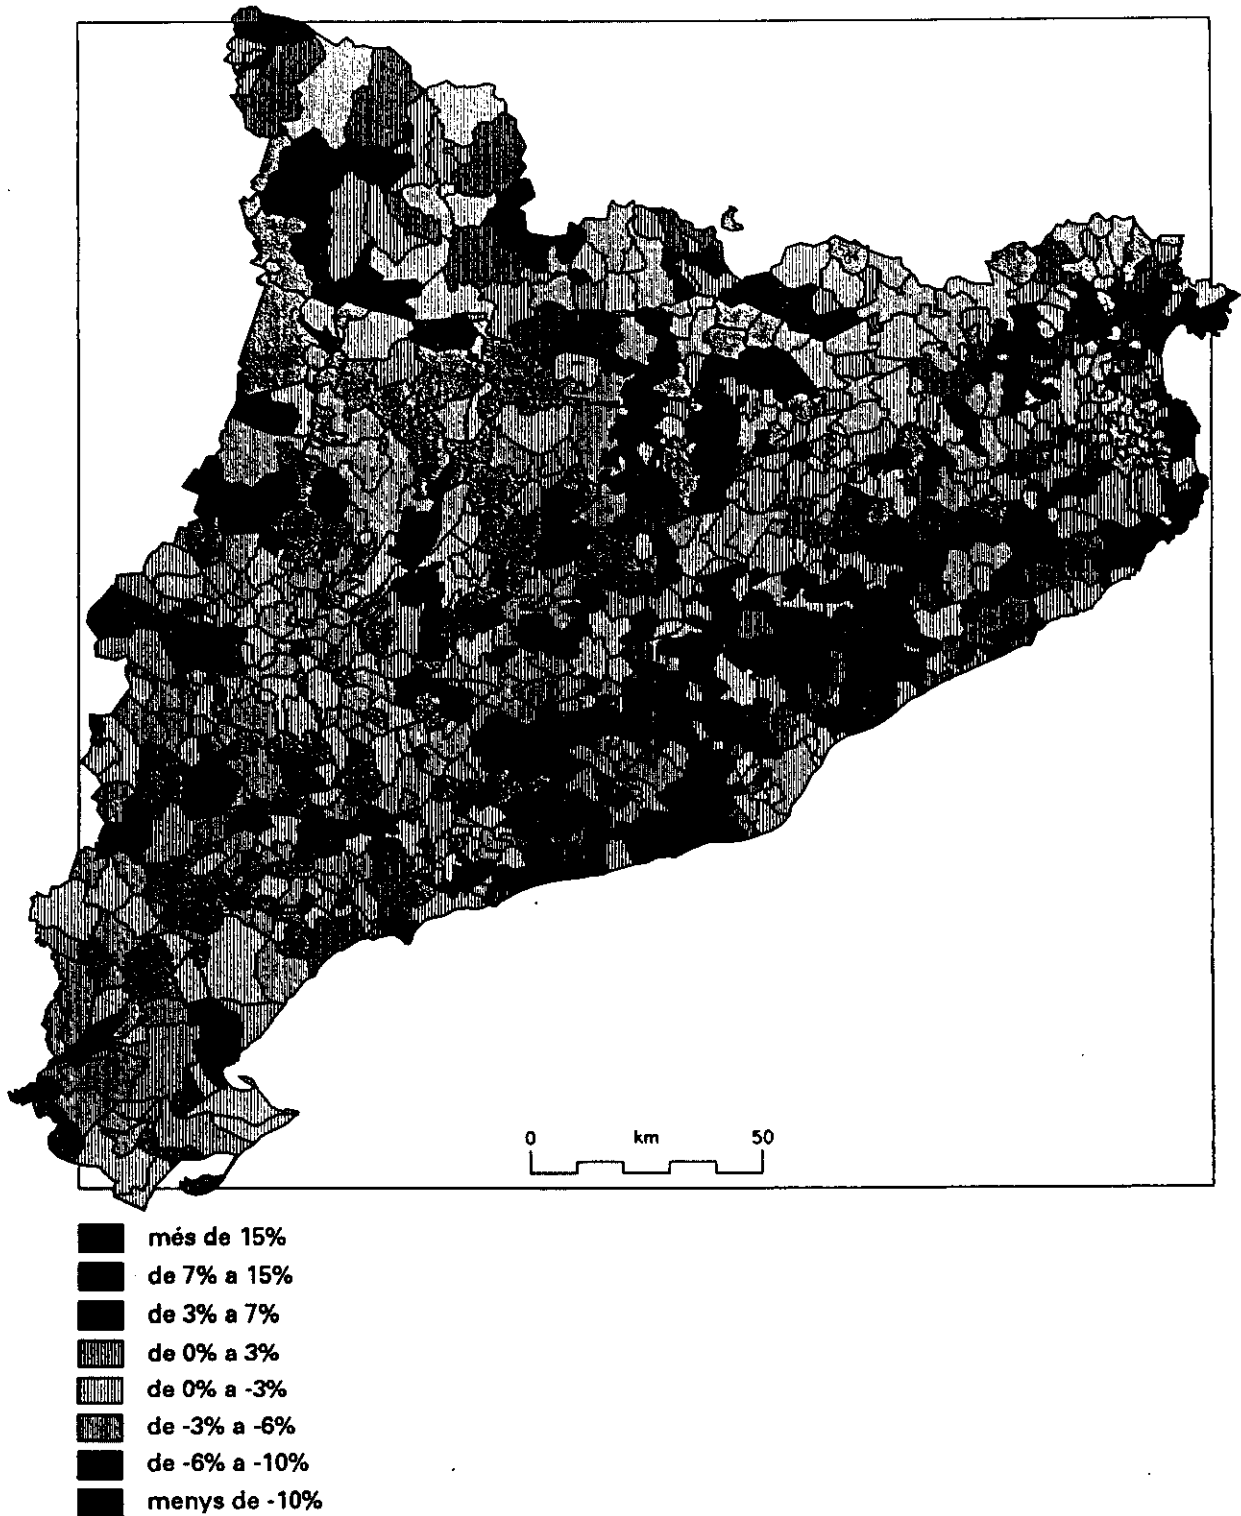 0 km 50
més de 15%
de 7% a 15%
de 3% a 7%
de 0% a 3%
de 0% a -3%
de -3% a -6%
de -6% a -10%
menys de -10%